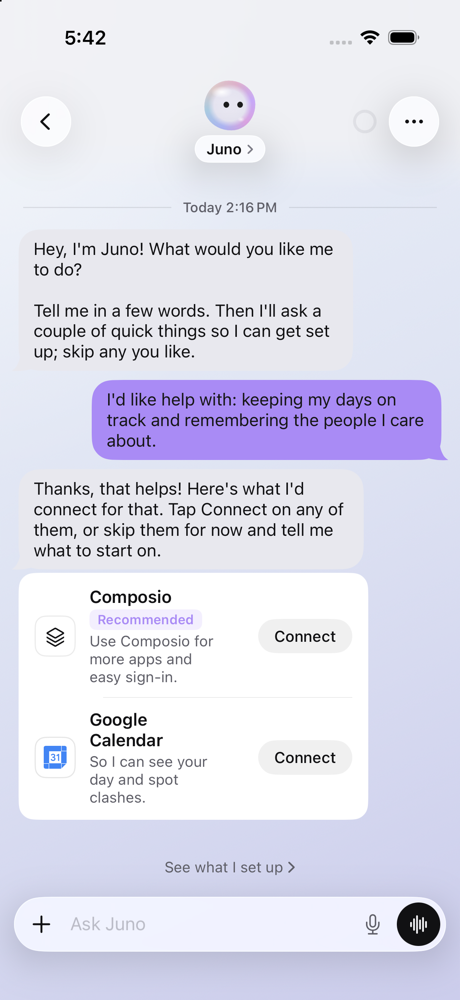 5:42
Juno
Today 2:16 PM
Hey, I'm Juno! What would you like me
to do?
Tell me in a few words. Then I'll ask a
couple of quick things so I can get set
up; skip any you like.
I'd like help with: keeping my days on
track and remembering the people I care
about.
Thanks, that helps! Here's what I'd
connect for that. Tap Connect on any of
them, or skip them for now and tell me
what to start on.
Composio
Recommended
Use Composio for
more apps and
easy sign-in.
Connect
Google
Calendar
31
So I can see your
day and spot
clashes.
Connect
See what I set up
Ask Juno